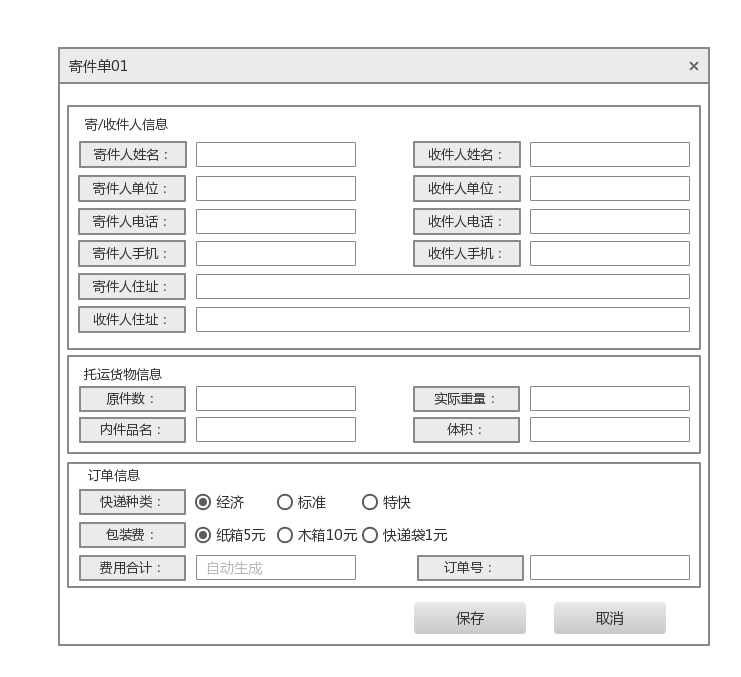 寄件单01 ×
寄/收件人信息
寄件人姓名： 收件人姓名：
寄件人单位： 收件人单位：
寄件人电话： 收件人电话：
寄件人手机： 收件人手机：
寄件人住址：
收件人住址：
托运货物信息
原件数： 实际重量：
内件品名： 体积：
订单信息
快递种类： 经济 标准 特快
包装费： 纸箱5元 木箱10元 快递袋1元
费用合计： 自动生成 订单号：
保存 取消